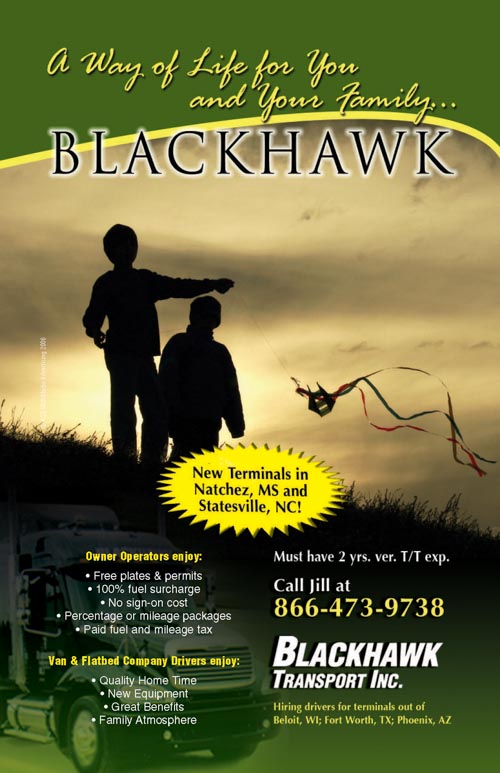 A Way of Life for You
and Your Family...
BLACKHAWK
New Terminals in
Natchez, MS and
Statesville, NC!
Owner Operators enjoy:
• Free plates & permits
• 100% fuel surcharge
• No sign-on cost
• Percentage or mileage packages
• Paid fuel and mileage tax
Van & Flatbed Company Drivers enjoy:
• Quality Home Time
• New Equipment
• Great Benefits
• Family Atmosphere
Must have 2 yrs. ver. T/T exp.
Call Jill at
866-473-9738
BLACKHAWK
TRANSPORT INC.
Hiring drivers for terminals out of
Beloit, WI; Fort Worth, TX; Phoenix, AZ